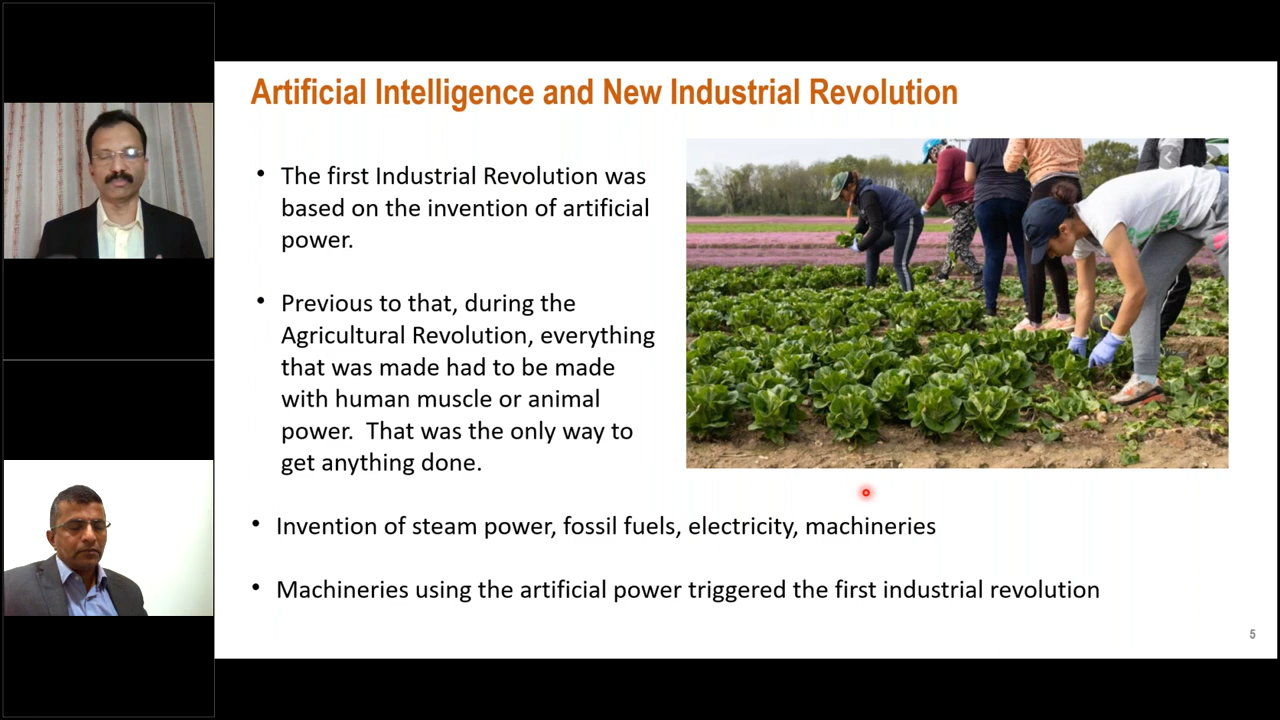 Artificial Intelligence and New Industrial Revolution
• The first Industrial Revolution was
based on the invention of artificial
power.
• Previous to that, during the
Agricultural Revolution, everything
that was made had to be made
with human muscle or animal
power.  That was the only way to
get anything done.
• Invention of steam power, fossil fuels, electricity, machineries
• Machineries using the artificial power triggered the first industrial revolution
5